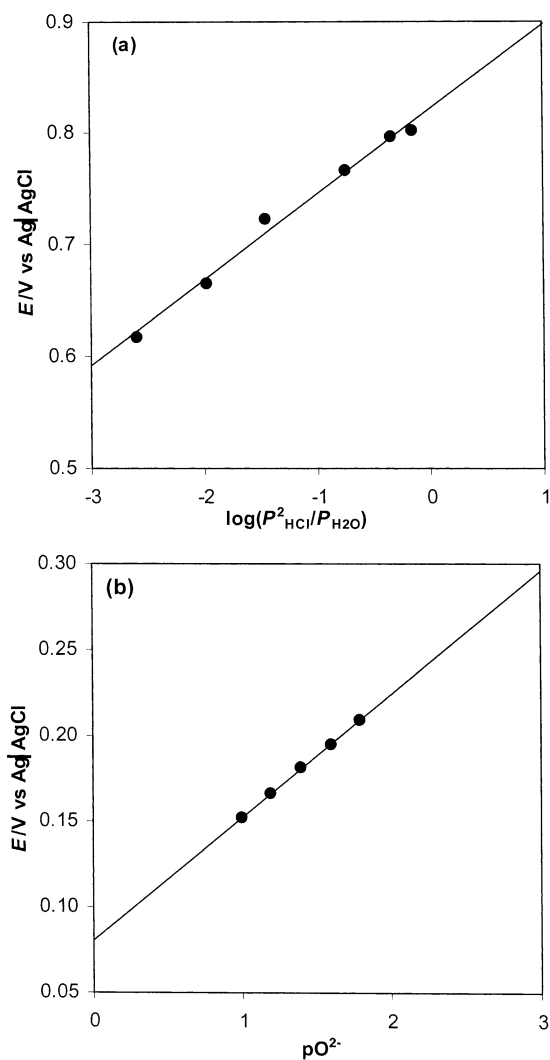 (a)
0.9
0.8
0.7
0.6
0.5
E/V vs Ag|AgCl
-3 -2 -1 0 1
log(P²HCl/PH2O)
(b)
0.30
0.25
0.20
0.15
0.10
0.05
E/V vs Ag|AgCl
0 1 2 3
pO²⁻